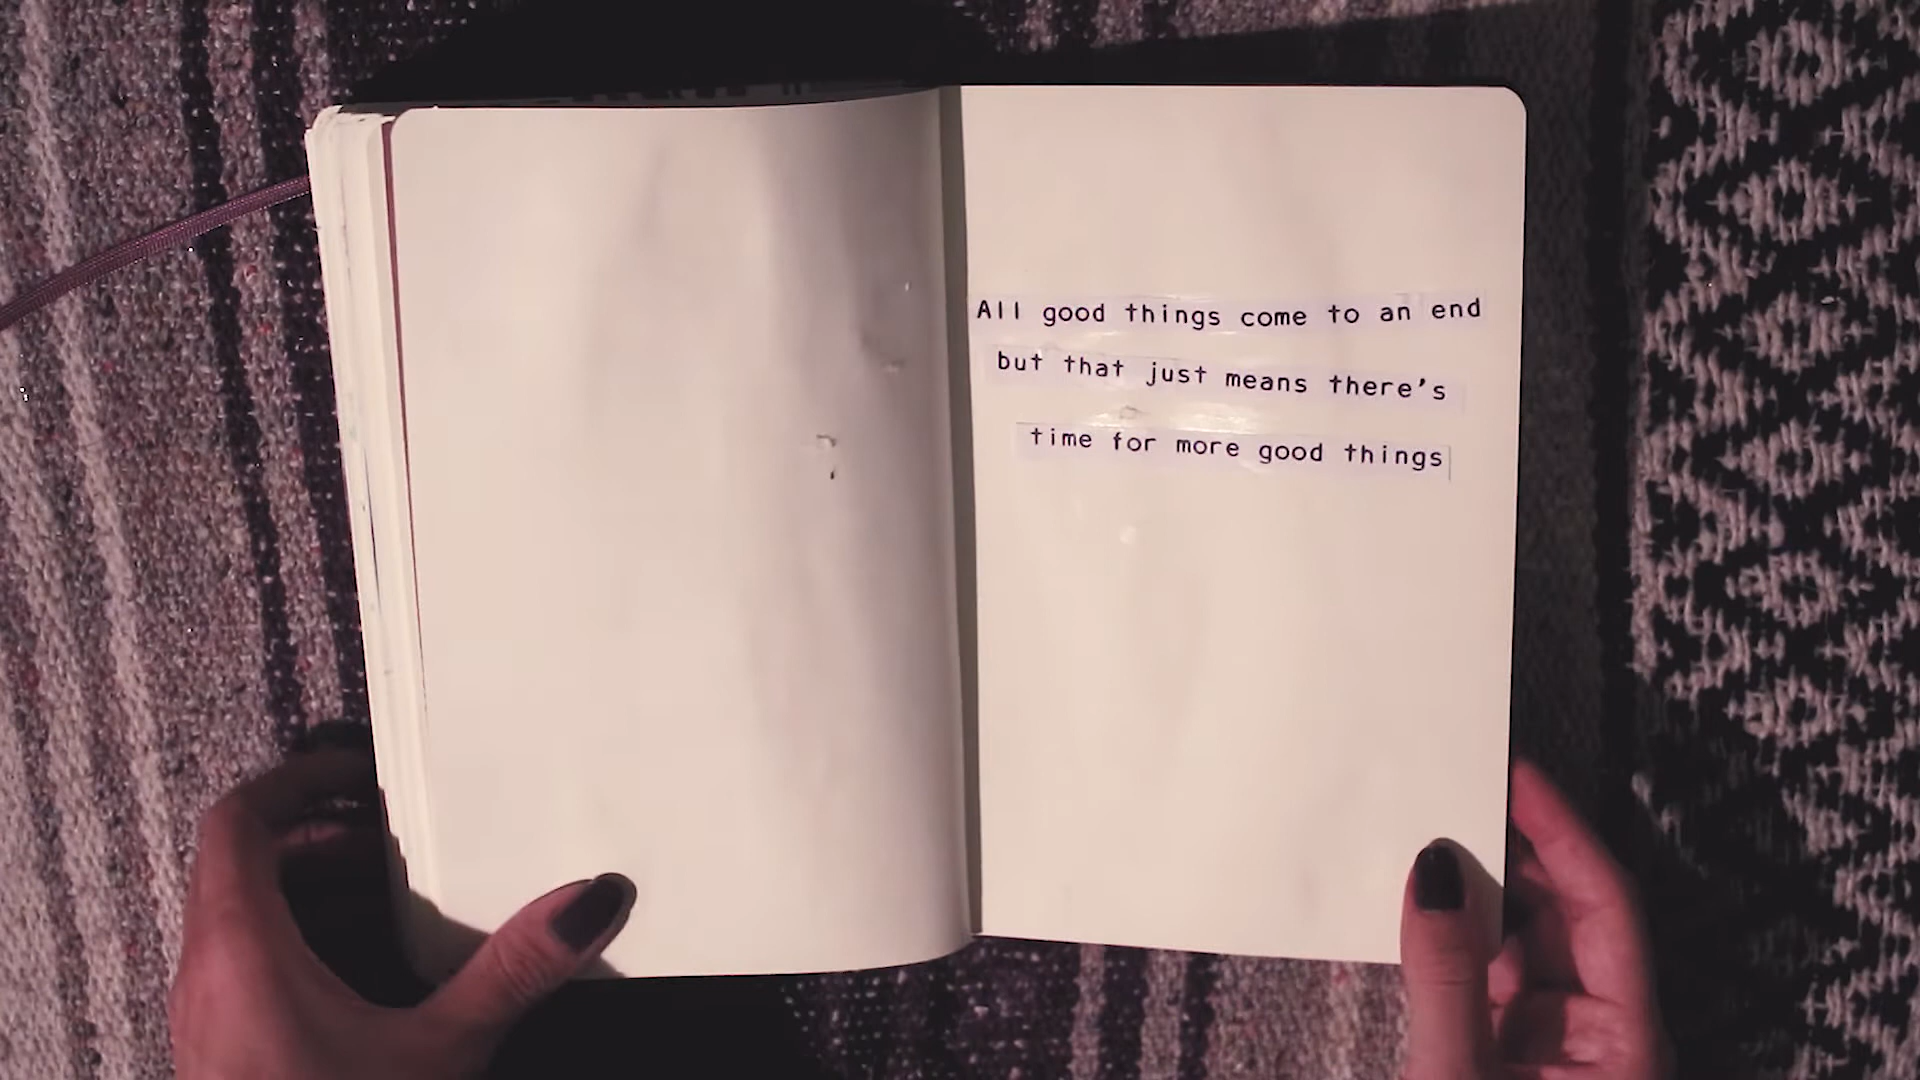 All good things come to an end
but that just means there's
time for more good things